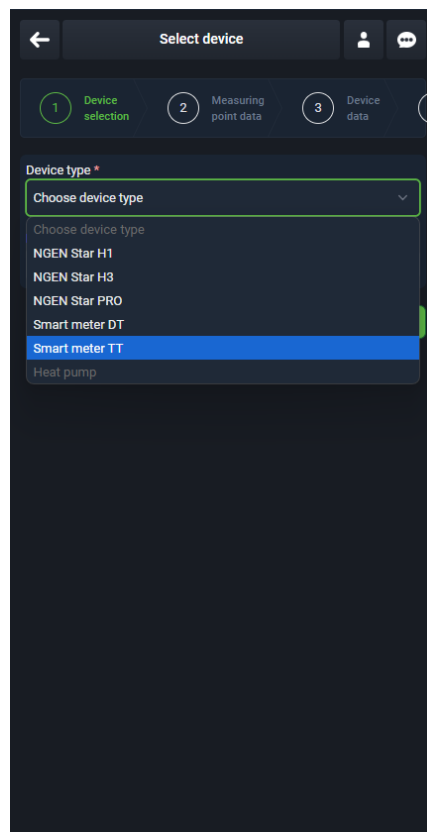 Select device
1
Device
selection
2
Measuring
point data
3
Device
data
Device type *
Choose device type
Choose device type
NGEN Star H1
NGEN Star H3
NGEN Star PRO
Smart meter DT
Smart meter TT
Heat pump